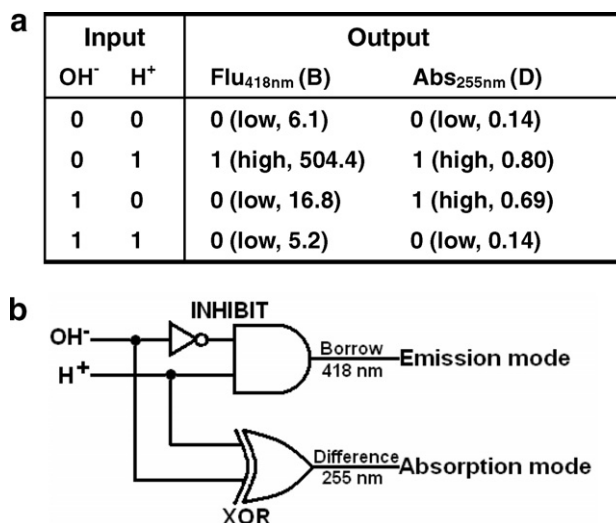 a
Input Output
OH⁻ H⁺ Flu₄₁₈ₙₘ (B) Abs₂₅₅ₙₘ (D)
0 0 0 (low, 6.1) 0 (low, 0.14)
0 1 1 (high, 504.4) 1 (high, 0.80)
1 0 0 (low, 16.8) 1 (high, 0.69)
1 1 0 (low, 5.2) 0 (low, 0.14)
b
INHIBIT
OH⁻
H⁺
Borrow
418 nm
Emission mode
Difference
255 nm
Absorption mode
XOR